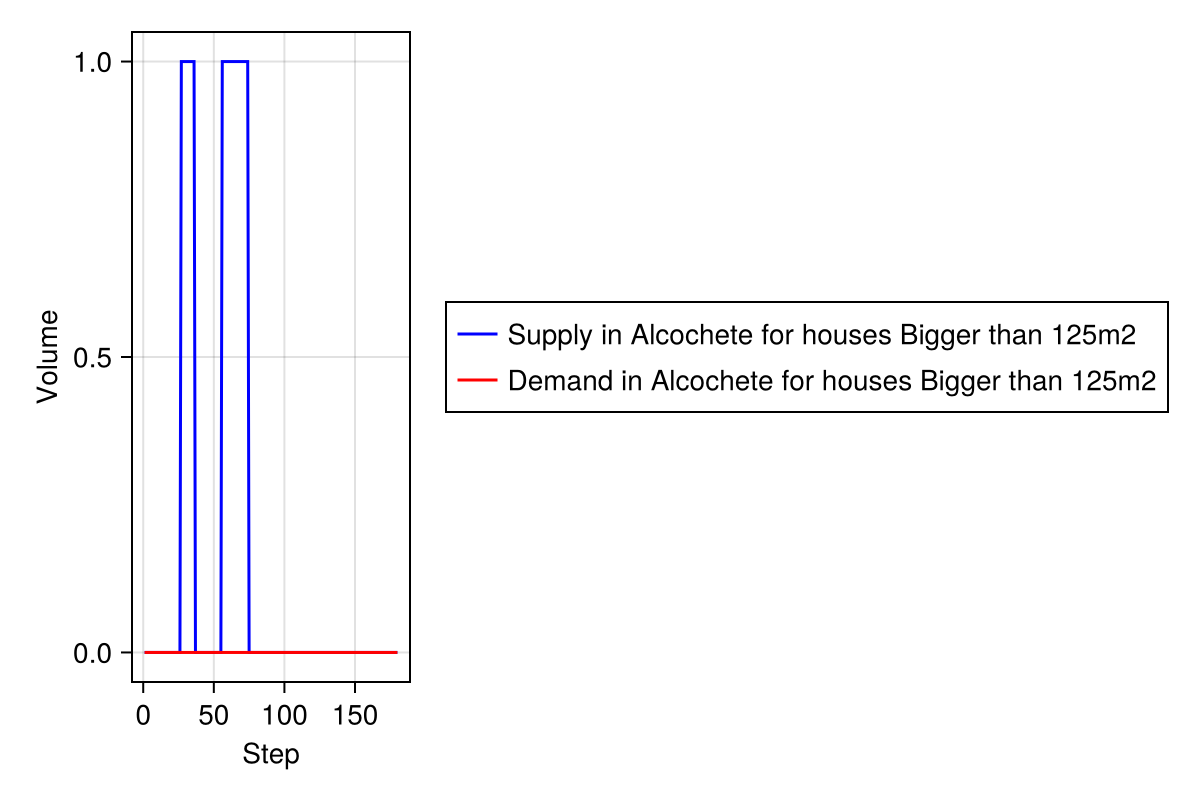 1.0
0.5
0.0
Volume
0 50 100 150
Step
Supply in Alcochete for houses Bigger than 125m2
Demand in Alcochete for houses Bigger than 125m2